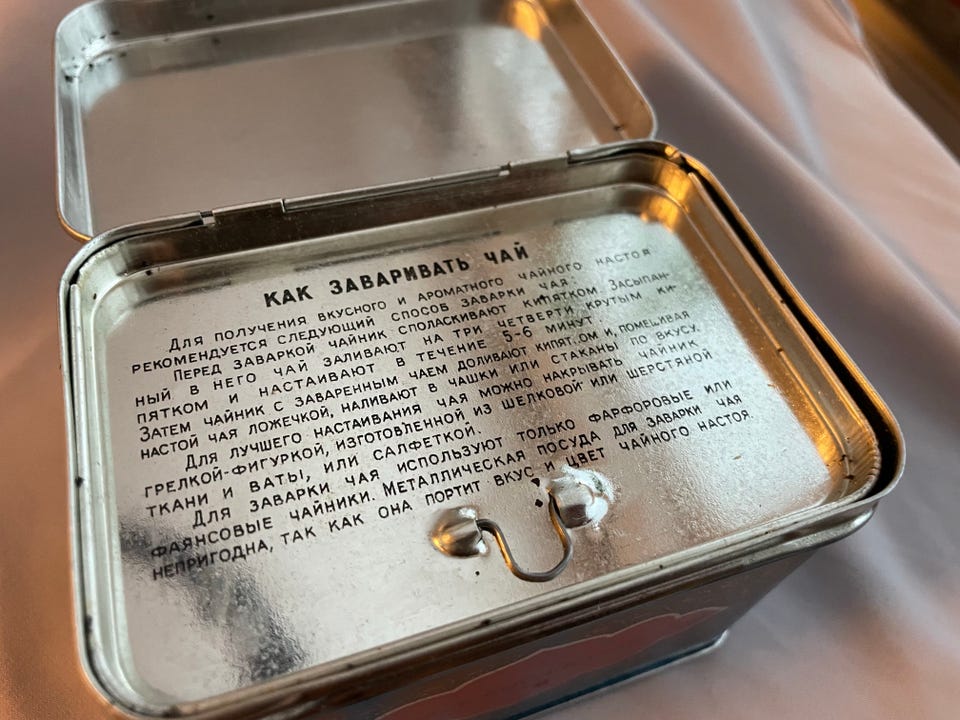 КАК ЗАВАРИВАТЬ ЧАЙ
Для получения вкусного и ароматного чайного настоя
рекомендуется следующий способ заварки чая:
Перед заваркой чайник споласкивают кипятком. Засыпан-
ный в него чай заливают на три четверти крутым ки-
пятком и настаивают в течение 5-6 минут.
Затем чайник с заваренным чаем доливают кипятком и, помешивая
настой чая ложечкой, наливают в чашки или стаканы по вкусу.
Для лучшего настаивания чая можно накрывать чайник
грелкой-фигуркой, изготовленной из шелковой или шерстяной
ткани и ваты, или салфеткой.
Для заварки чая используют только фарфоровые или
фаянсовые чайники. Металлическая посуда для заварки чая
непригодна, так как она портит вкус и цвет чайного настоя